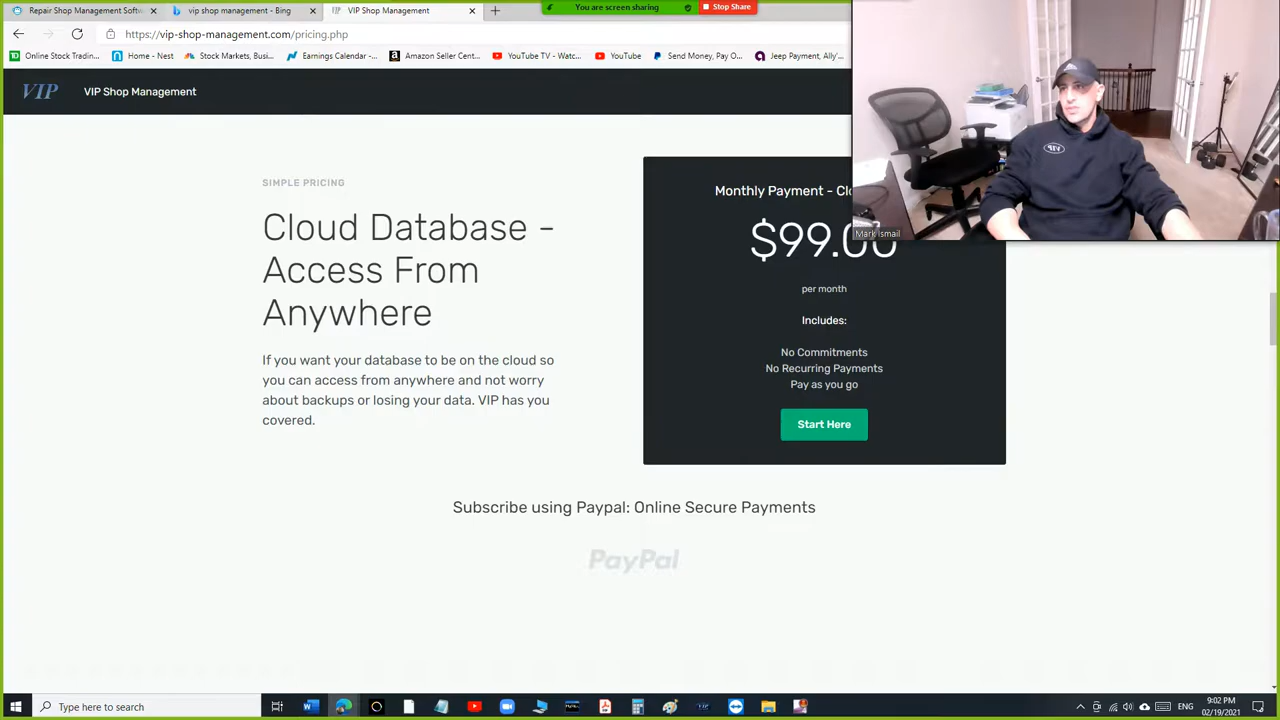 Repair Shop Management Softw
vip shop management - Bing
VIP Shop Management
You are screen sharing
Stop Share
https://vip-shop-management.com/pricing.php
Online Stock Trading...
Home - Nest
Stock Markets, Busi...
Earnings Calendar -...
Amazon Seller Cent...
YouTube TV - Watc...
YouTube
Send Money, Pay O...
Jeep Payment, Ally'...
VIP
VIP Shop Management
Mark Ismail
SIMPLE PRICING
Cloud Database -
Access From
Anywhere
If you want your database to be on the cloud so
you can access from anywhere and not worry
about backups or losing your data. VIP has you
covered.
Monthly Payment - Clo
$99.00
per month
Includes:
No Commitments
No Recurring Payments
Pay as you go
Start Here
Subscribe using Paypal: Online Secure Payments
PayPal
Type here to search
ENG
9:02 PM
02/19/2021